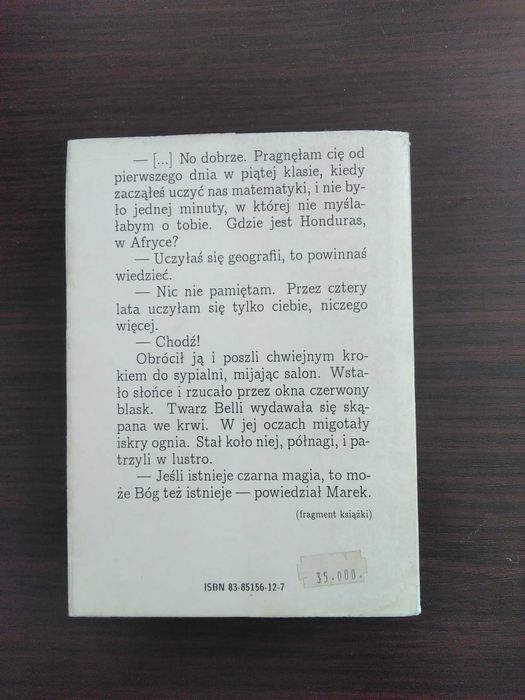 — [...] No dobrze. Pragnęłam cię od
pierwszego dnia w piątej klasie, kiedy
zacząłeś uczyć nas matematyki, i nie by-
ło jednej minuty, w której nie myśla-
łabym o tobie. Gdzie jest Honduras,
w Afryce?
— Uczyłaś się geografii, to powinnaś
wiedzieć.
— Nic nie pamiętam. Przez cztery
lata uczyłam się tylko ciebie, niczego
więcej.
— Chodź!
Obrócił ją i poszli chwiejnym kro-
kiem do sypialni, mijając salon. Wsta-
ło słońce i rzucało przez okna czerwony
blask. Twarz Belli wydawała się ską-
pana we krwi. W jej oczach migotały
iskry ognia. Stał koło niej, półnagi, i pa-
trzyli w lustro.
— Jeśli istnieje czarna magia, to mo-
że Bóg też istnieje — powiedział Marek.
(fragment książki)
35.000.
ISBN 83-85156-12-7